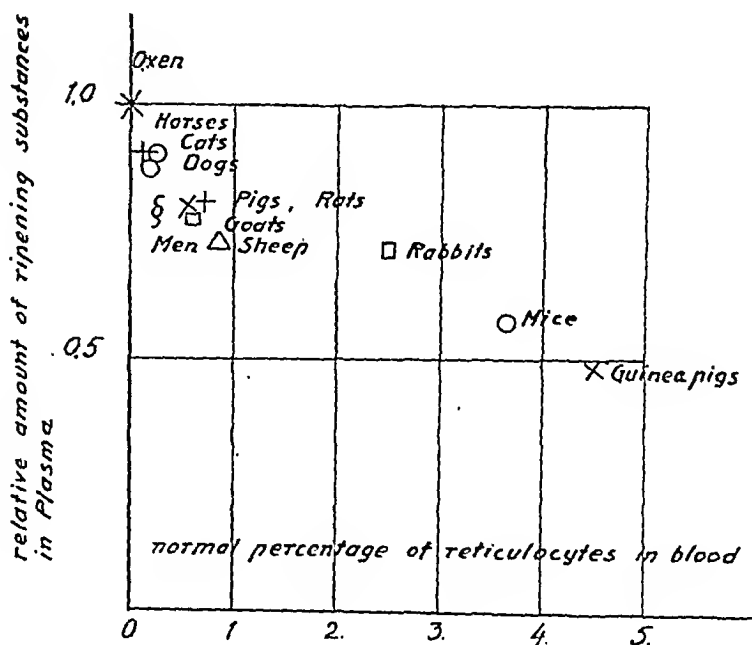 relative amount of ripening substances
in Plasma
Oxen
1.0
Horses
Cats
Dogs
Pigs, Rats
Goats
Men
Sheep
Rabbits
Mice
0.5
Guinea pigs
normal percentage of reticulocytes in blood
0 1 2. 3. 4. 5.